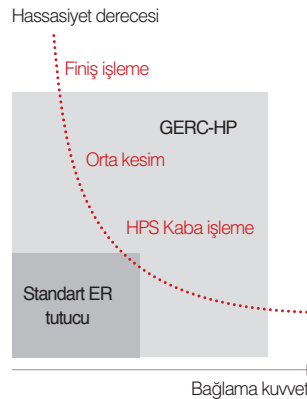 Hassasiyet derecesi
Finiş işleme
GERC-HP
Orta kesim
HPS Kaba işleme
Standart ER
tutucu
Bağlama kuvvet